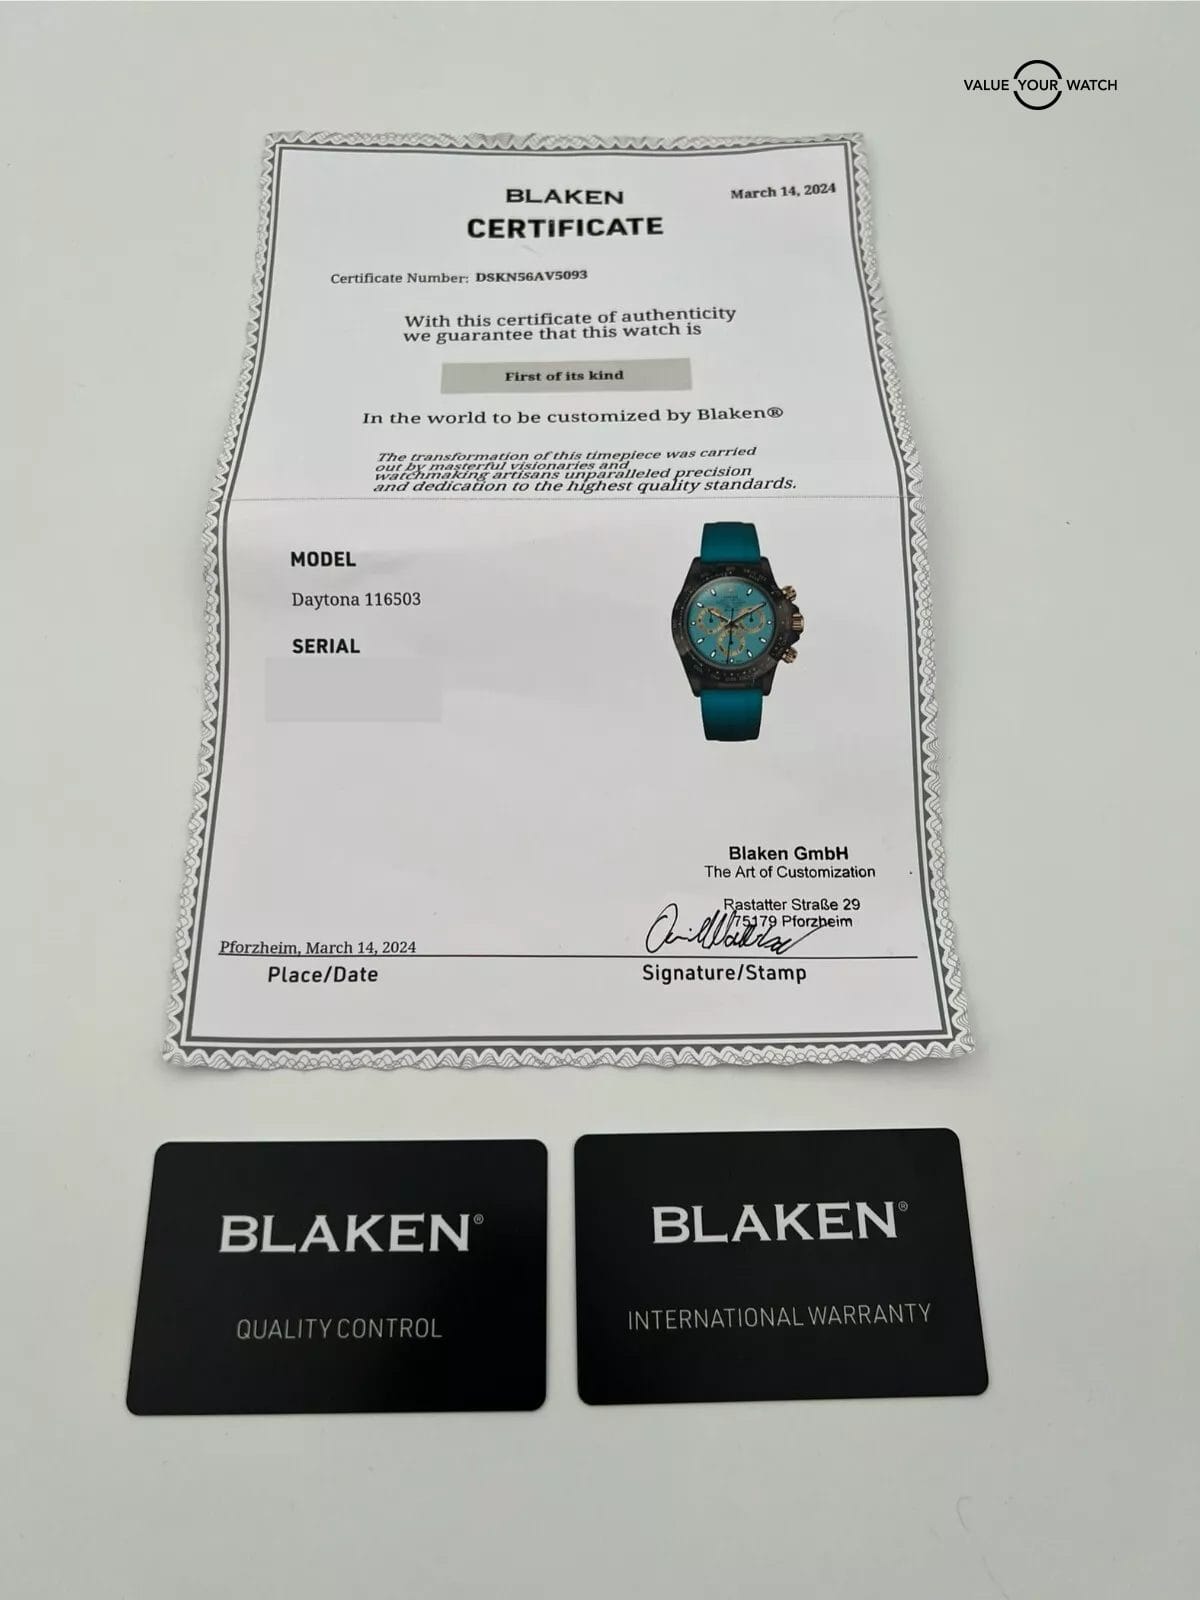 VALUE YOUR WATCH
March 14, 2024
BLAKEN
CERTIFICATE
Certificate Number: DSKN56AV5093
With this certificate of authenticity
we guarantee that this watch is
First of its kind
In the world to be customized by Blaken®
The transformation of this timepiece was carried
out by masterful visionaries and
watchmaking artisans unparalleled precision
and dedication to the highest quality standards.
MODEL
Daytona 116503
SERIAL
Blaken GmbH
The Art of Customization
Rastatter Straße 29
75179 Pforzheim
Pforzheim, March 14, 2024
Place/Date
Signature/Stamp
BLAKEN®
QUALITY CONTROL
BLAKEN®
INTERNATIONAL WARRANTY